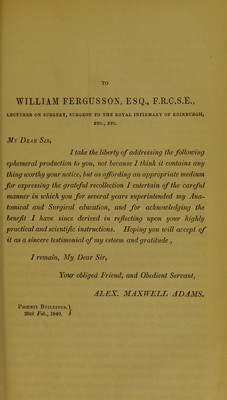 TO
WILLIAM FERGUSSON, ESQ., F.R.C.S.E.,
LECTURER ON SURGERY, SURGEON TO THE ROYAL INFIRMARY OF EDINBURGH,
ETC., ETC.
MY DEAR SIR,
I take the liberty of addressing the following
ephemeral production to you, not because I think it contains any
thing worthy your notice, but as affording an appropriate medium
for expressing the grateful recollection I entertain of the careful
manner in which you for several years superintended my Ana-
tomical and Surgical education, and for acknowledging the
benefit I have since derived in reflecting upon your highly
practical and scientific instructions. Hoping you will accept of
it as a sincere testimonial of my esteem and gratitude,
I remain, My Dear Sir,
Your obliged Friend, and Obedient Servant,
ALEX. MAXWELL ADAMS.
PHOENIX BUILDINGS, }
28th Feb., 1840. }